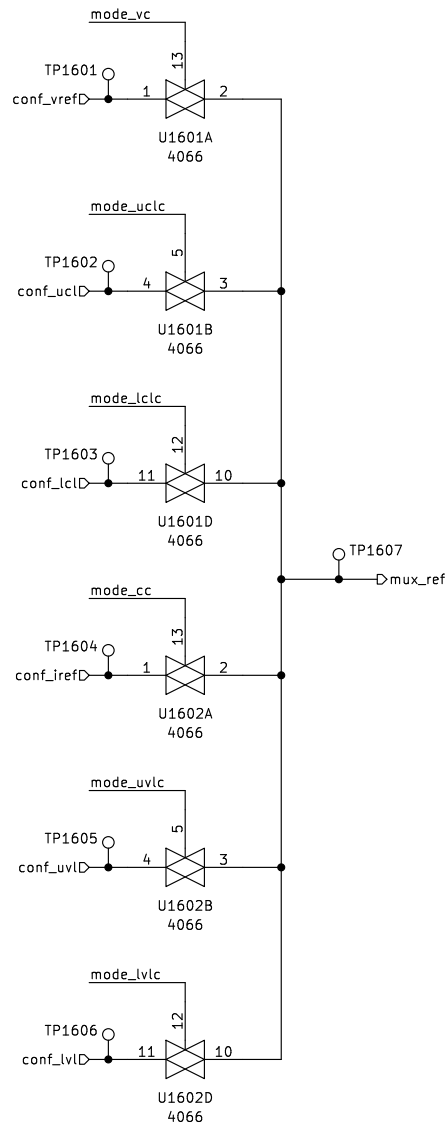 mode_vc
TP1601
13
conf_vref
1
2
U1601A
4066
mode_uclc
TP1602
5
conf_ucl
4
3
U1601B
4066
mode_lclc
TP1603
12
conf_lcl
11
10
U1601D
4066
TP1607
mux_ref
mode_cc
TP1604
13
conf_iref
1
2
U1602A
4066
mode_uvlc
TP1605
5
conf_uvl
4
3
U1602B
4066
mode_lvlc
TP1606
12
conf_lvl
11
10
U1602D
4066